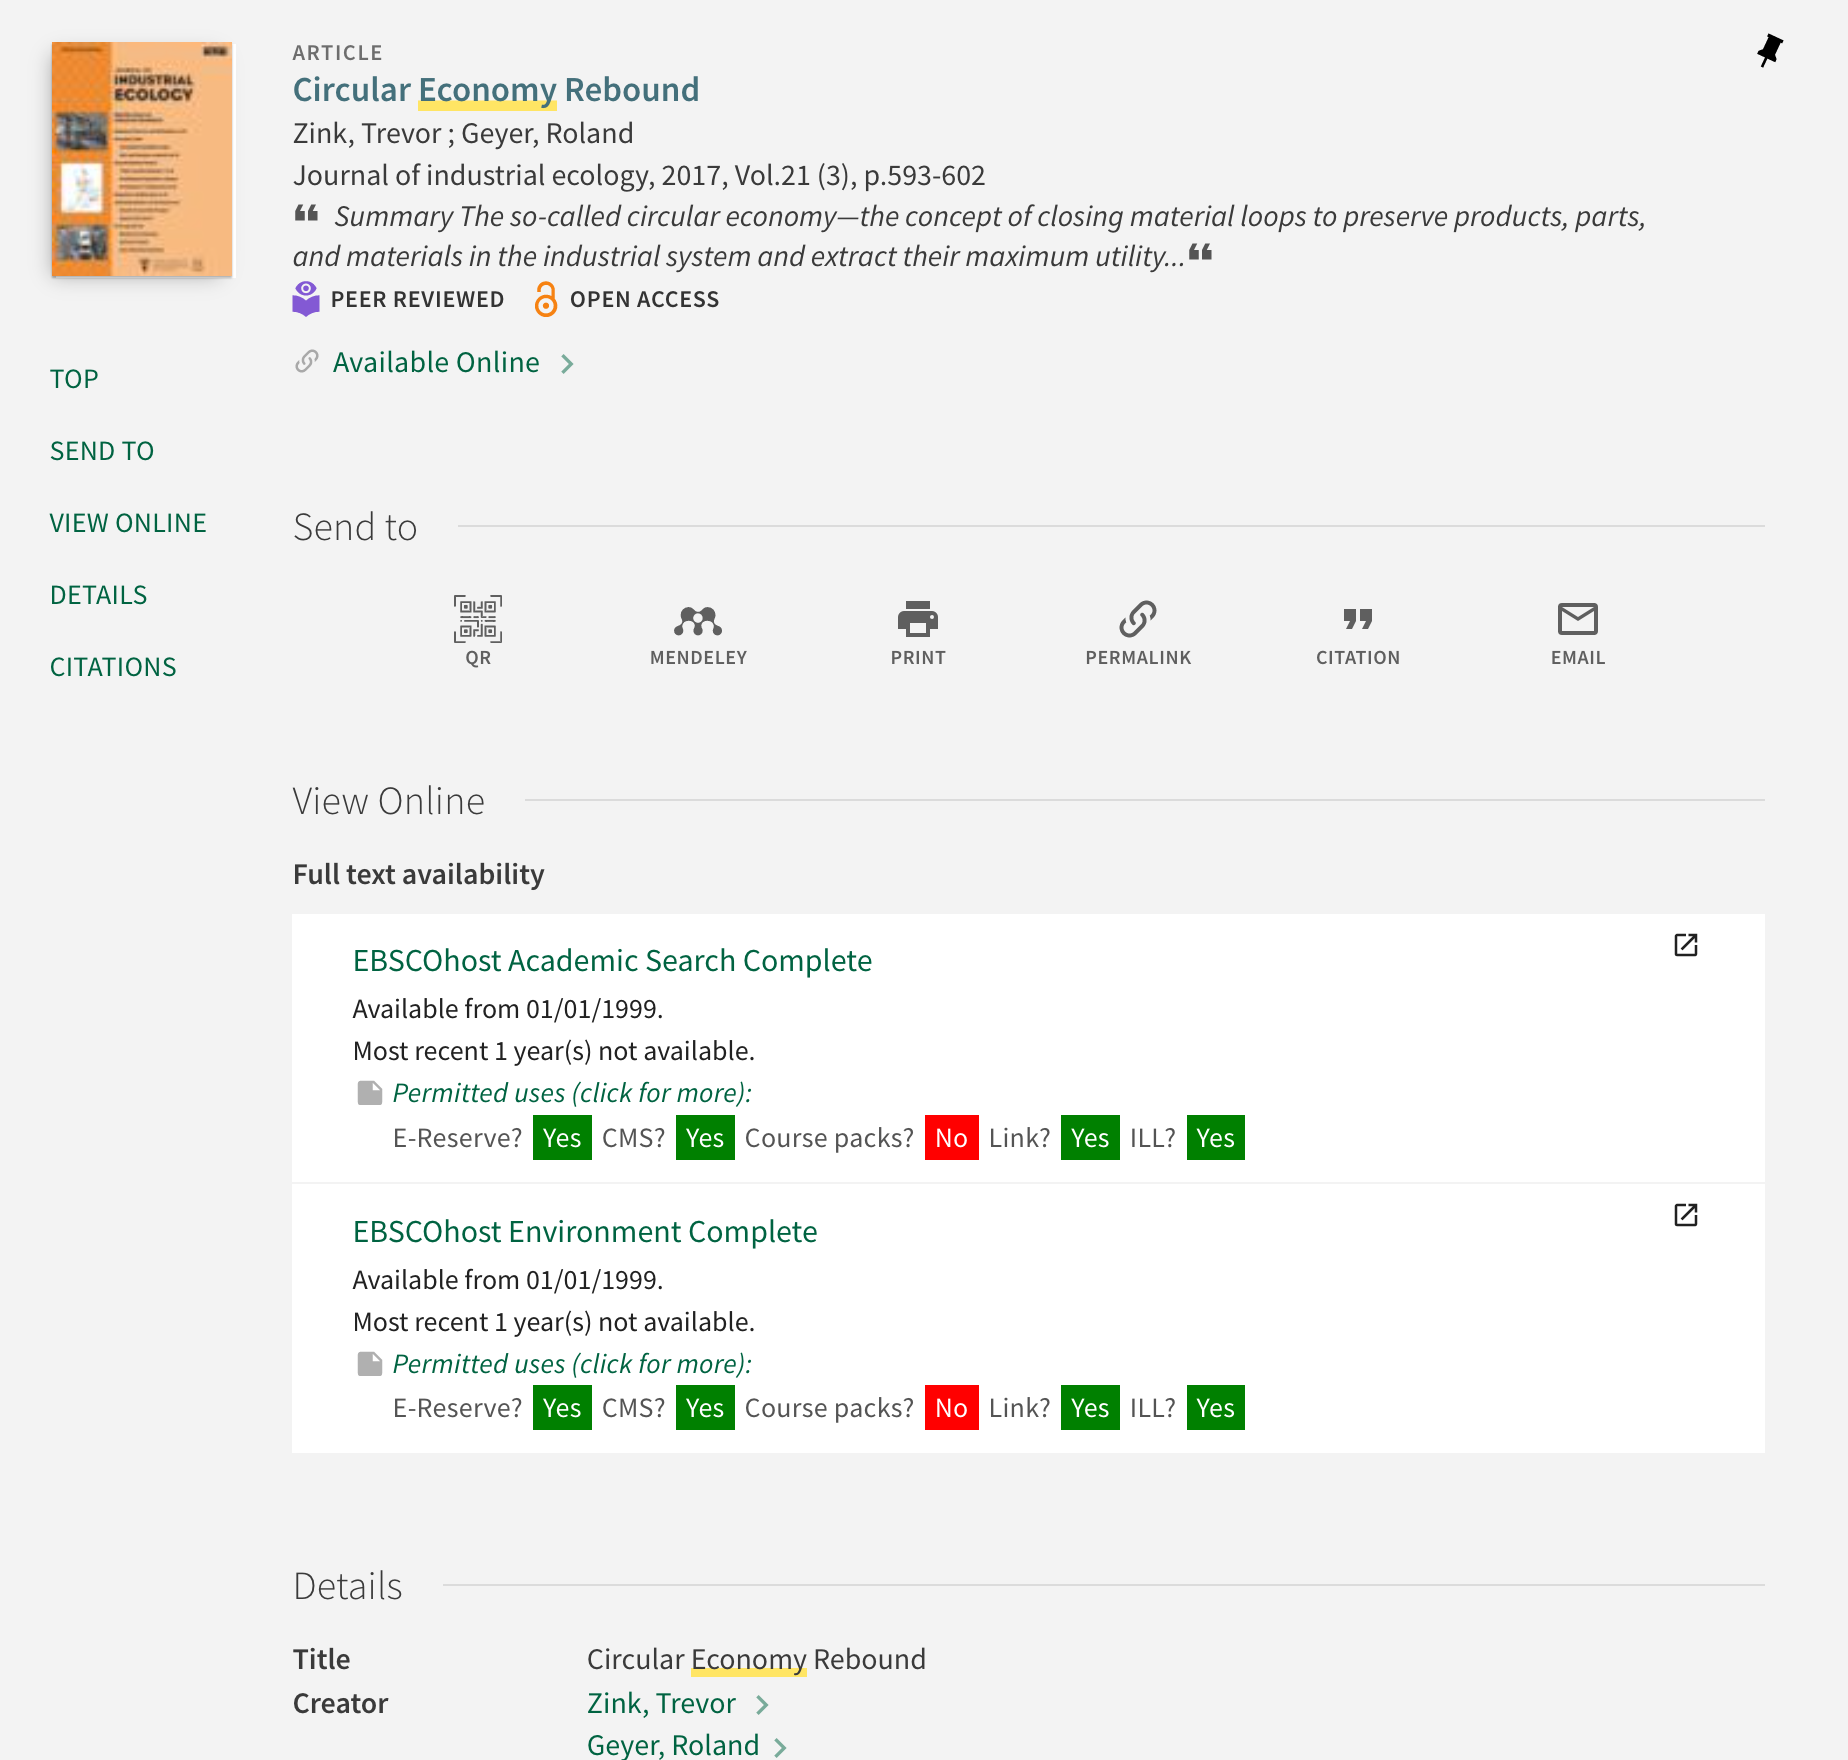 INDUSTRIAL
ECOLOGY
ARTICLE
Circular Economy Rebound
Zink, Trevor ; Geyer, Roland
Journal of industrial ecology, 2017, Vol.21 (3), p.593-602
❝ Summary The so-called circular economy—the concept of closing material loops to preserve products, parts,
and materials in the industrial system and extract their maximum utility...❝
PEER REVIEWED OPEN ACCESS
Available Online
TOP
SEND TO
VIEW ONLINE
DETAILS
CITATIONS
Send to
QR MENDELEY PRINT PERMALINK CITATION EMAIL
View Online
Full text availability
EBSCOhost Academic Search Complete
Available from 01/01/1999.
Most recent 1 year(s) not available.
Permitted uses (click for more):
E-Reserve? Yes CMS? Yes Course packs? No Link? Yes ILL? Yes
EBSCOhost Environment Complete
Available from 01/01/1999.
Most recent 1 year(s) not available.
Permitted uses (click for more):
E-Reserve? Yes CMS? Yes Course packs? No Link? Yes ILL? Yes
Details
Title Circular Economy Rebound
Creator Zink, Trevor
Geyer, Roland